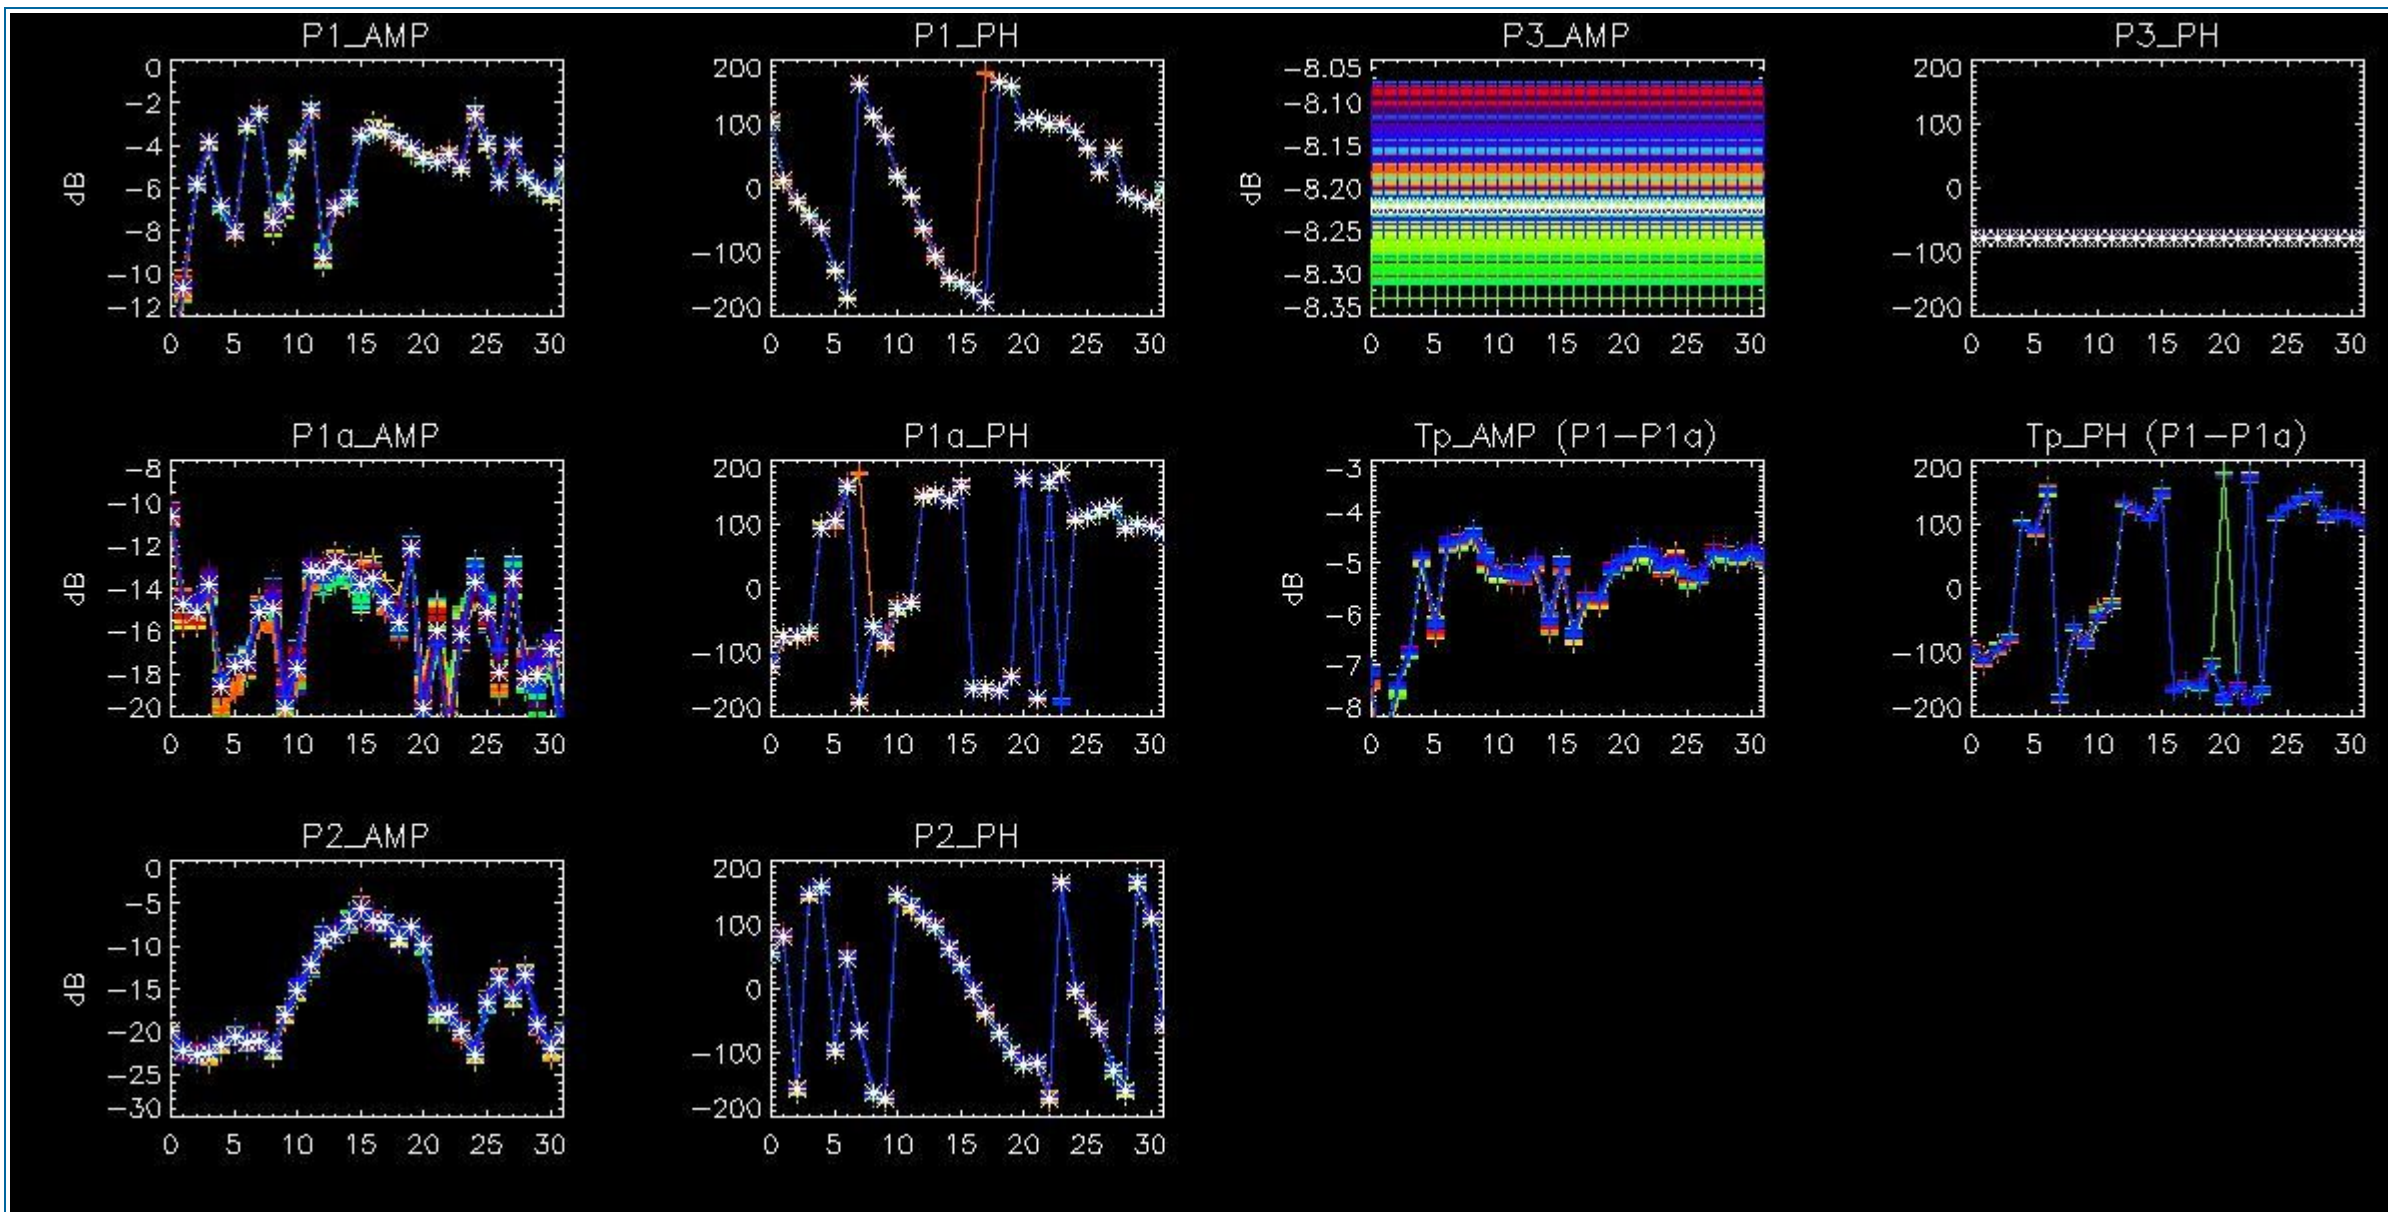 P1_AMP
0
−2
−4
−6
−8
−10
−12
dB
0 5 10 15 20 25 30
P1_PH
200
100
0
−100
−200
0 5 10 15 20 25 30
P3_AMP
−8.05
−8.10
−8.15
−8.20
−8.25
−8.30
−8.35
dB
0 5 10 15 20 25 30
P3_PH
200
100
0
−100
−200
0 5 10 15 20 25 30
P1a_AMP
−8
−10
−12
−14
−16
−18
−20
dB
0 5 10 15 20 25 30
P1a_PH
200
100
0
−100
−200
0 5 10 15 20 25 30
Tp_AMP (P1−P1a)
−3
−4
−5
−6
−7
−8
dB
0 5 10 15 20 25 30
Tp_PH (P1−P1a)
200
100
0
−100
−200
0 5 10 15 20 25 30
P2_AMP
0
−5
−10
−15
−20
−25
−30
dB
0 5 10 15 20 25 30
P2_PH
200
100
0
−100
−200
0 5 10 15 20 25 30